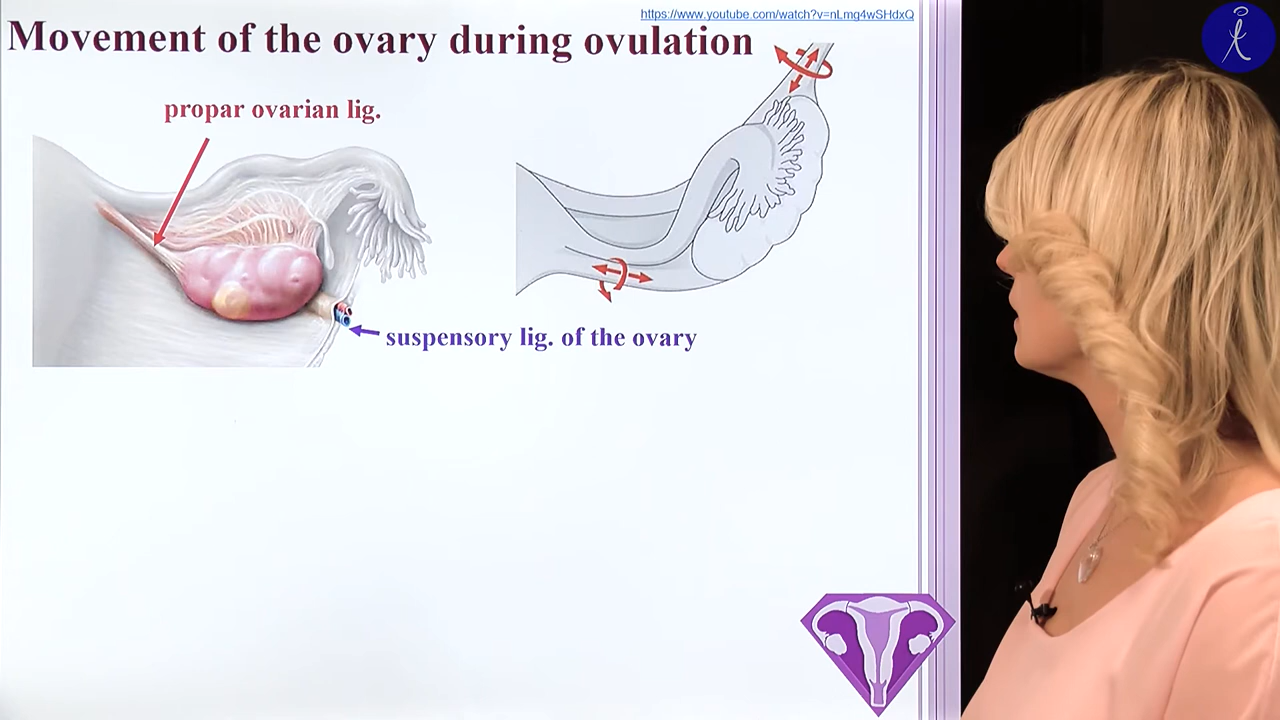 https://www.youtube.com/watch?v=nLmg4wSHdxQ
Movement of the ovary during ovulation
propar ovarian lig.
suspensory lig. of the ovary